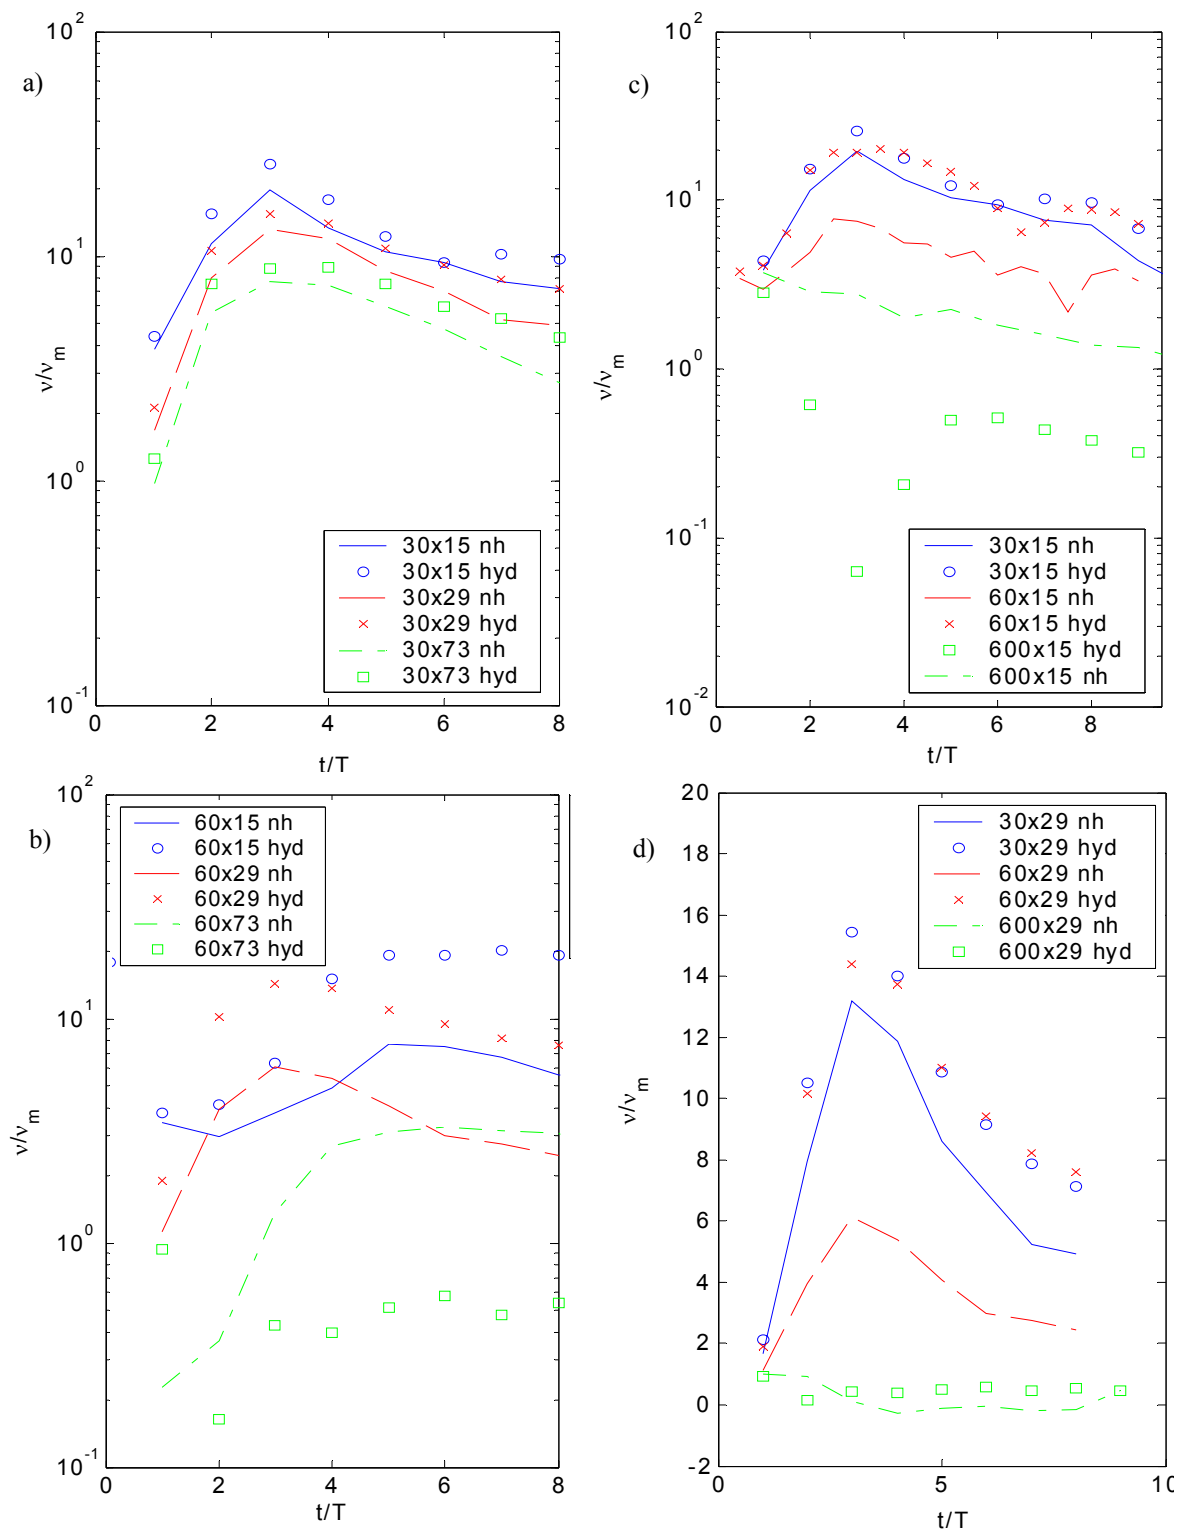 a)
10^2
10^1
10^0
10^-1
ν/ν_m
0 2 4 6 8
t/T
30x15 nh
30x15 hyd
30x29 nh
30x29 hyd
30x73 nh
30x73 hyd
c)
10^2
10^1
10^0
10^-1
10^-2
ν/ν_m
0 2 4 6 8
t/T
30x15 nh
30x15 hyd
60x15 nh
60x15 hyd
600x15 hyd
600x15 nh
b)
10^2
10^1
10^0
10^-1
ν/ν_m
0 2 4 6 8
t/T
60x15 nh
60x15 hyd
60x29 nh
60x29 hyd
60x73 nh
60x73 hyd
d)
20
18
16
14
12
10
8
6
4
2
0
-2
ν/ν_m
0 5 10
t/T
30x29 nh
30x29 hyd
60x29 nh
60x29 hyd
600x29 nh
600x29 hyd